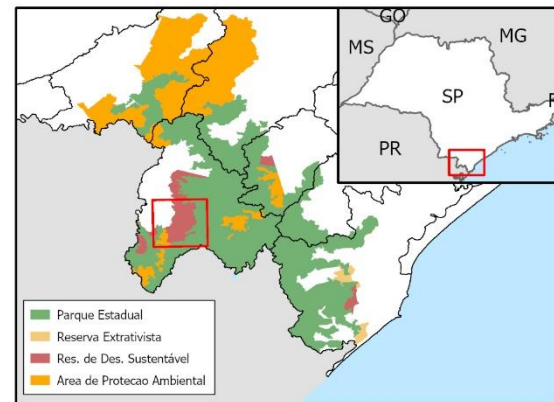 GO
MG
MS
SP
PR
Parque Estadual
Reserva Extrativista
Res. de Des. Sustentável
Area de Protecao Ambiental